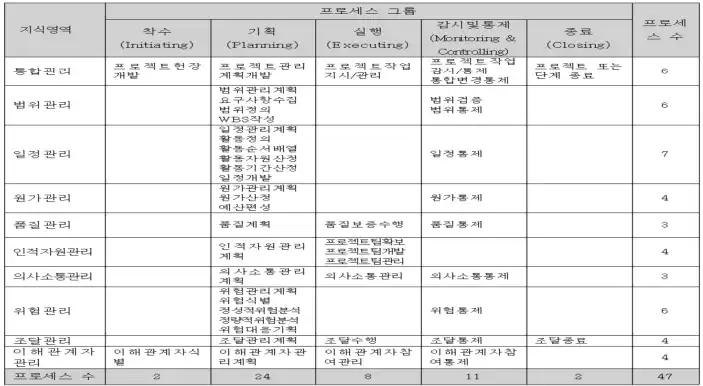 지식영역
프로세스 그룹
프로세스 수
착수
(Initiating)
기획
(Planning)
실행
(Executing)
감시및통제
(Monitoring &
Controlling)
종료
(Closing)
통합관리
프로젝트헌장
개발
프로젝트관리
계획개발
프로젝트작업
지시/관리
프로젝트작업
감시/통제
통합변경통제
프로젝트 또는
단계 종료
6
범위관리
범위관리계획
요구사항수집
범위정의
WBS작성
범위검증
범위통제
6
일정관리
일정관리계획
활동정의
활동순서배열
활동자원산정
활동기간산정
일정개발
일정통제
7
원가관리
원가관리계획
원가산정
예산편성
원가통제
4
품질관리
품질계획
품질보증수행
품질통제
3
인적자원관리
인적자원관리
계획
프로젝트팀확보
프로젝트팀개발
프로젝트팀관리
4
의사소통관리
의사소통관리
계획
의사소통관리
의사소통통제
3
위험관리
위험관리계획
위험식별
정성적위험분석
정량적위험분석
위험대응기획
위험통제
6
조달관리
조달관리계획
조달수행
조달통제
조달종료
4
이해관계자
관리
이해관계자식
별
이해관계자관
리계획
이해관계자참
여관리
이해관계자참
여통제
4
프로세스 수
2
24
8
11
2
47